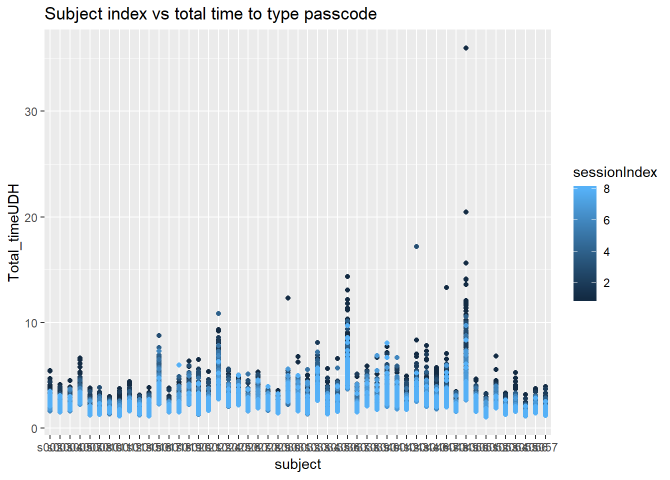 Subject index vs total time to type passcode
Total_timeUDH
30
20
10
0
subject
sessionIndex
8
6
4
2